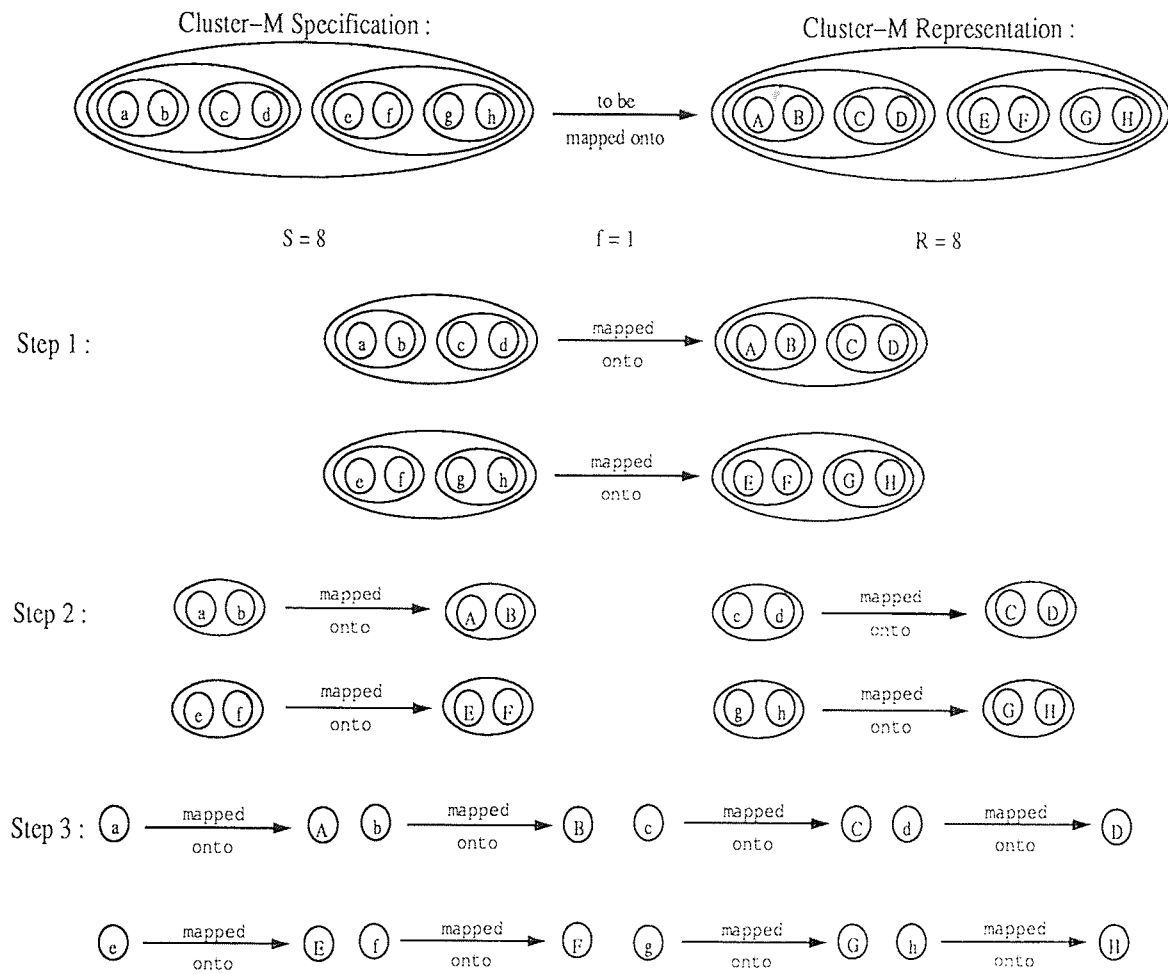 Cluster–M Specification :
Cluster–M Representation :
a b c d e f g h
to be
mapped onto
A B C D E F G H
S = 8
f = 1
R = 8
Step 1 :
a b c d
mapped
onto
A B C D
e f g h
mapped
onto
E F G H
Step 2 :
a b
mapped
onto
A B
c d
mapped
onto
C D
e f
mapped
onto
E F
g h
mapped
onto
G H
Step 3 :
a
mapped
onto
A
b
mapped
onto
B
c
mapped
onto
C
d
mapped
onto
D
e
mapped
onto
E
f
mapped
onto
F
g
mapped
onto
G
h
mapped
onto
H